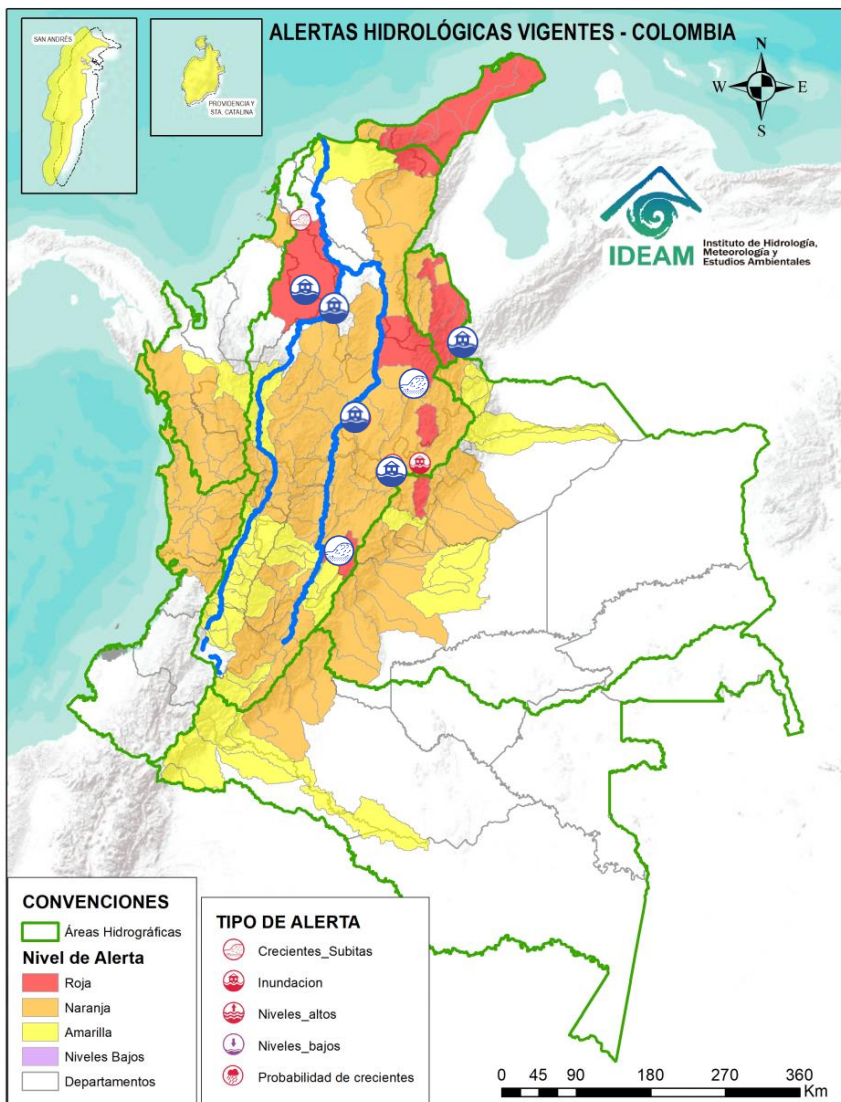 ALERTAS HIDROLÓGICAS VIGENTES - COLOMBIA
SAN ANDRÉS
PROVIDENCIA Y
STA. CATALINA
N
W
E
S
IDEAM
Instituto de Hidrología,
Meteorología y
Estudios Ambientales
CONVENCIONES
Áreas Hidrográficas
Nivel de Alerta
Roja
Naranja
Amarilla
Niveles Bajos
Departamentos
TIPO DE ALERTA
Crecientes_Subitas
Inundacion
Niveles_altos
Niveles_bajos
Probabilidad de crecientes
0 45 90 180 270 360
Km